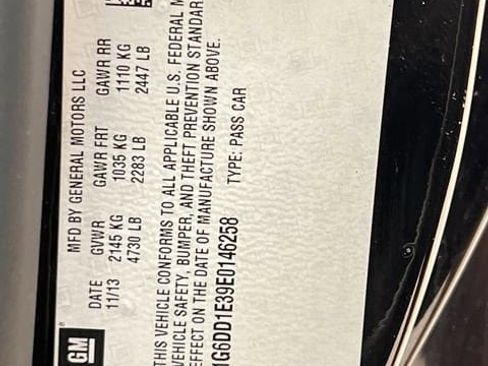 GM
MFD BY GENERAL MOTORS LLC
DATE GVWR GAWR FRT GAWR RR
11/13 2145 KG 1035 KG 1110 KG
4730 LB 2283 LB 2447 LB
THIS VEHICLE CONFORMS TO ALL APPLICABLE U.S. FEDERAL M
VEHICLE SAFETY, BUMPER, AND THEFT PREVENTION STANDAR
EFFECT ON THE DATE OF MANUFACTURE SHOWN ABOVE.
1G6DD1E39E0146258 TYPE: PASS CAR